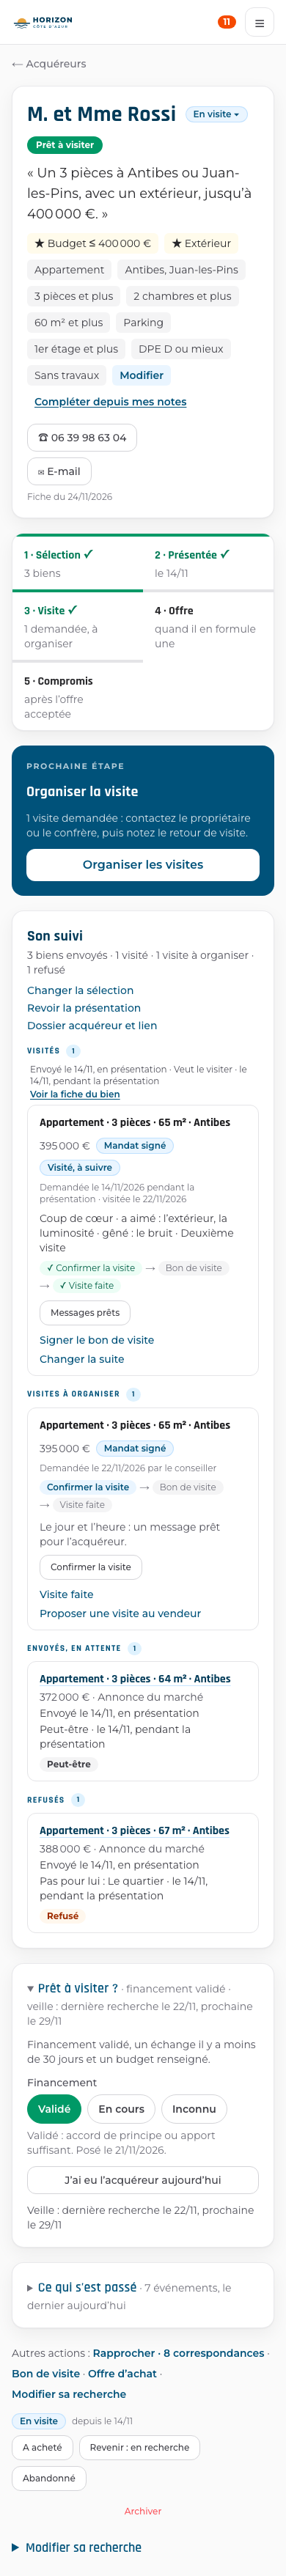 HORIZON
CÔTE D'AZUR
11
← Acquéreurs
M. et Mme Rossi
En visite
Prêt à visiter
« Un 3 pièces à Antibes ou Juan-
les-Pins, avec un extérieur, jusqu’à
400 000 €. »
★ Budget ≤ 400 000 €
★ Extérieur
Appartement
Antibes, Juan-les-Pins
3 pièces et plus
2 chambres et plus
60 m² et plus
Parking
1er étage et plus
DPE D ou mieux
Sans travaux
Modifier
Compléter depuis mes notes
☎ 06 39 98 63 04
✉ E-mail
Fiche du 24/11/2026
1 · Sélection ✓
3 biens
2 · Présentée ✓
le 14/11
3 · Visite ✓
1 demandée, à
organiser
4 · Offre
quand il en formule
une
5 · Compromis
après l’offre
acceptée
PROCHAINE ÉTAPE
Organiser la visite
1 visite demandée : contactez le propriétaire
ou le confrère, puis notez le retour de visite.
Organiser les visites
Son suivi
3 biens envoyés · 1 visité · 1 visite à organiser ·
1 refusé
Changer la sélection
Revoir la présentation
Dossier acquéreur et lien
VISITÉS 1
Envoyé le 14/11, en présentation · Veut le visiter · le
14/11, pendant la présentation
Voir la fiche du bien
Appartement · 3 pièces · 65 m² · Antibes
395 000 €
Mandat signé
Visité, à suivre
Demandée le 14/11/2026 pendant la
présentation · visitée le 22/11/2026
Coup de cœur · a aimé : l’extérieur, la
luminosité · gêné : le bruit · Deuxième
visite
✓ Confirmer la visite → Bon de visite
→ ✓ Visite faite
Messages prêts
Signer le bon de visite
Changer la suite
VISITES À ORGANISER 1
Appartement · 3 pièces · 65 m² · Antibes
395 000 €
Mandat signé
Demandée le 22/11/2026 par le conseiller
Confirmer la visite → Bon de visite
→ Visite faite
Le jour et l’heure : un message prêt
pour l’acquéreur.
Confirmer la visite
Visite faite
Proposer une visite au vendeur
ENVOYÉS, EN ATTENTE 1
Appartement · 3 pièces · 64 m² · Antibes
372 000 € · Annonce du marché
Envoyé le 14/11, en présentation
Peut-être · le 14/11, pendant la
présentation
Peut-être
REFUSÉS 1
Appartement · 3 pièces · 67 m² · Antibes
388 000 € · Annonce du marché
Envoyé le 14/11, en présentation
Pas pour lui : Le quartier · le 14/11,
pendant la présentation
Refusé
▼ Prêt à visiter ? · financement validé ·
veille : dernière recherche le 22/11, prochaine
le 29/11
Financement validé, un échange il y a moins
de 30 jours et un budget renseigné.
Financement
Validé
En cours
Inconnu
Validé : accord de principe ou apport
suffisant. Posé le 21/11/2026.
J’ai eu l’acquéreur aujourd’hui
Veille : dernière recherche le 22/11, prochaine
le 29/11
▶ Ce qui s'est passé · 7 événements, le
dernier aujourd’hui
Autres actions : Rapprocher · 8 correspondances ·
Bon de visite · Offre d’achat ·
Modifier sa recherche
En visite
depuis le 14/11
A acheté
Revenir : en recherche
Abandonné
Archiver
▶ Modifier sa recherche